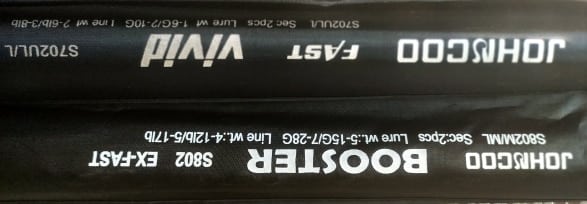 JOHNCOO BOOSTER S802 EX-FAST
S802M/ML Sec:2pcs Lure wt.:5-15G/7-28G Line wt.:4-12lb/5-17lb
JOHNCOO FAST vivid S702UL/L
S702UL/L Sec:2pcs Lure wt 1-6G/2-10G Line wt 2-6lb/3-8lb